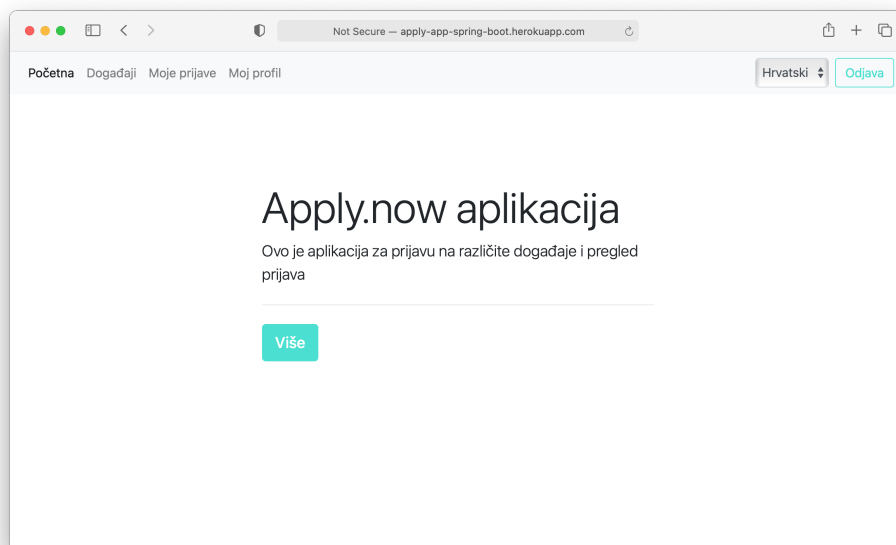 Not Secure — apply-app-spring-boot.herokuapp.com
Početna Događaji Moje prijave Moj profil Hrvatski Odjava
Apply.now aplikacija
Ovo je aplikacija za prijavu na različite događaje i pregled
prijava
Više